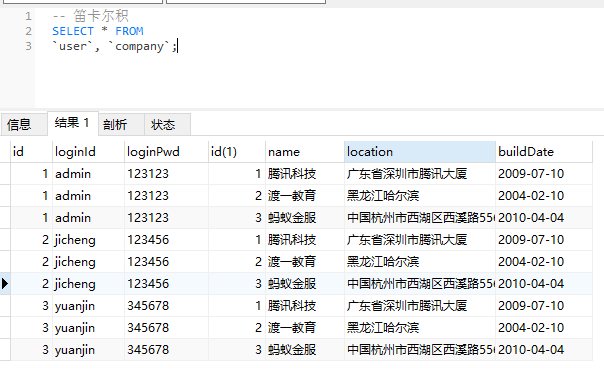 1 -- 笛卡尔积
2 SELECT * FROM
3 `user`, `company`;
信息 结果 1 剖析 状态
id loginId loginPwd id(1) name location buildDate
1 admin 123123 1 腾讯科技 广东省深圳市腾讯大厦 2009-07-10
1 admin 123123 2 渡一教育 黑龙江哈尔滨 2004-02-10
1 admin 123123 3 蚂蚁金服 中国杭州市西湖区西溪路556 2010-04-04
2 jicheng 123456 1 腾讯科技 广东省深圳市腾讯大厦 2009-07-10
2 jicheng 123456 2 渡一教育 黑龙江哈尔滨 2004-02-10
2 jicheng 123456 3 蚂蚁金服 中国杭州市西湖区西溪路556 2010-04-04
3 yuanjin 345678 1 腾讯科技 广东省深圳市腾讯大厦 2009-07-10
3 yuanjin 345678 2 渡一教育 黑龙江哈尔滨 2004-02-10
3 yuanjin 345678 3 蚂蚁金服 中国杭州市西湖区西溪路556 2010-04-04